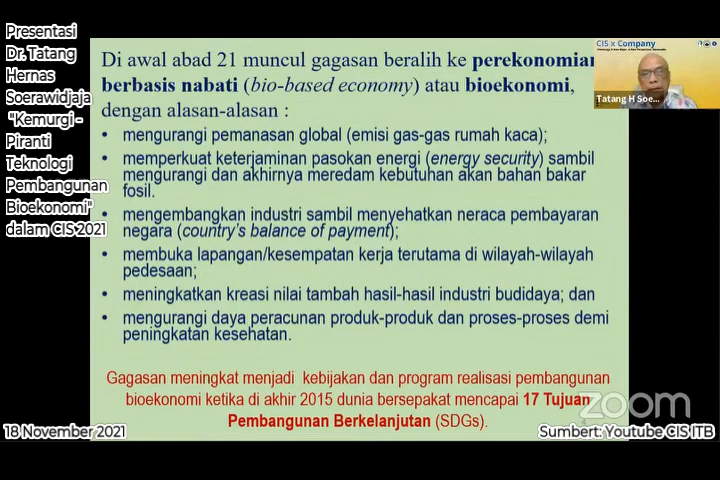 Presentasi
Dr. Tatang
Hernas
Soerawidjaja
"Kemurgi -
Piranti
Teknologi
Pembangunan
Bioekonomi"
dalam CIS 2021
Di awal abad 21 muncul gagasan beralih ke perekonomian
berbasis nabati (bio-based economy) atau bioekonomi,
dengan alasan-alasan :
• mengurangi pemanasan global (emisi gas-gas rumah kaca);
• memperkuat keterjaminan pasokan energi (energy security) sambil
mengurangi dan akhirnya meredam kebutuhan akan bahan bakar
fosil.
• mengembangkan industri sambil menyehatkan neraca pembayaran
negara (country's balance of payment);
• membuka lapangan/kesempatan kerja terutama di wilayah-wilayah
pedesaan;
• meningkatkan kreasi nilai tambah hasil-hasil industri budidaya; dan
• mengurangi daya peracunan produk-produk dan proses-proses demi
peningkatan kesehatan.
Gagasan meningkat menjadi kebijakan dan program realisasi pembangunan
bioekonomi ketika di akhir 2015 dunia bersepakat mencapai 17 Tujuan
Pembangunan Berkelanjutan (SDGs).
CIS x Company
Tatang H Soe...
zoom
18 November 2021
Sumbert: Youtube CIS ITB